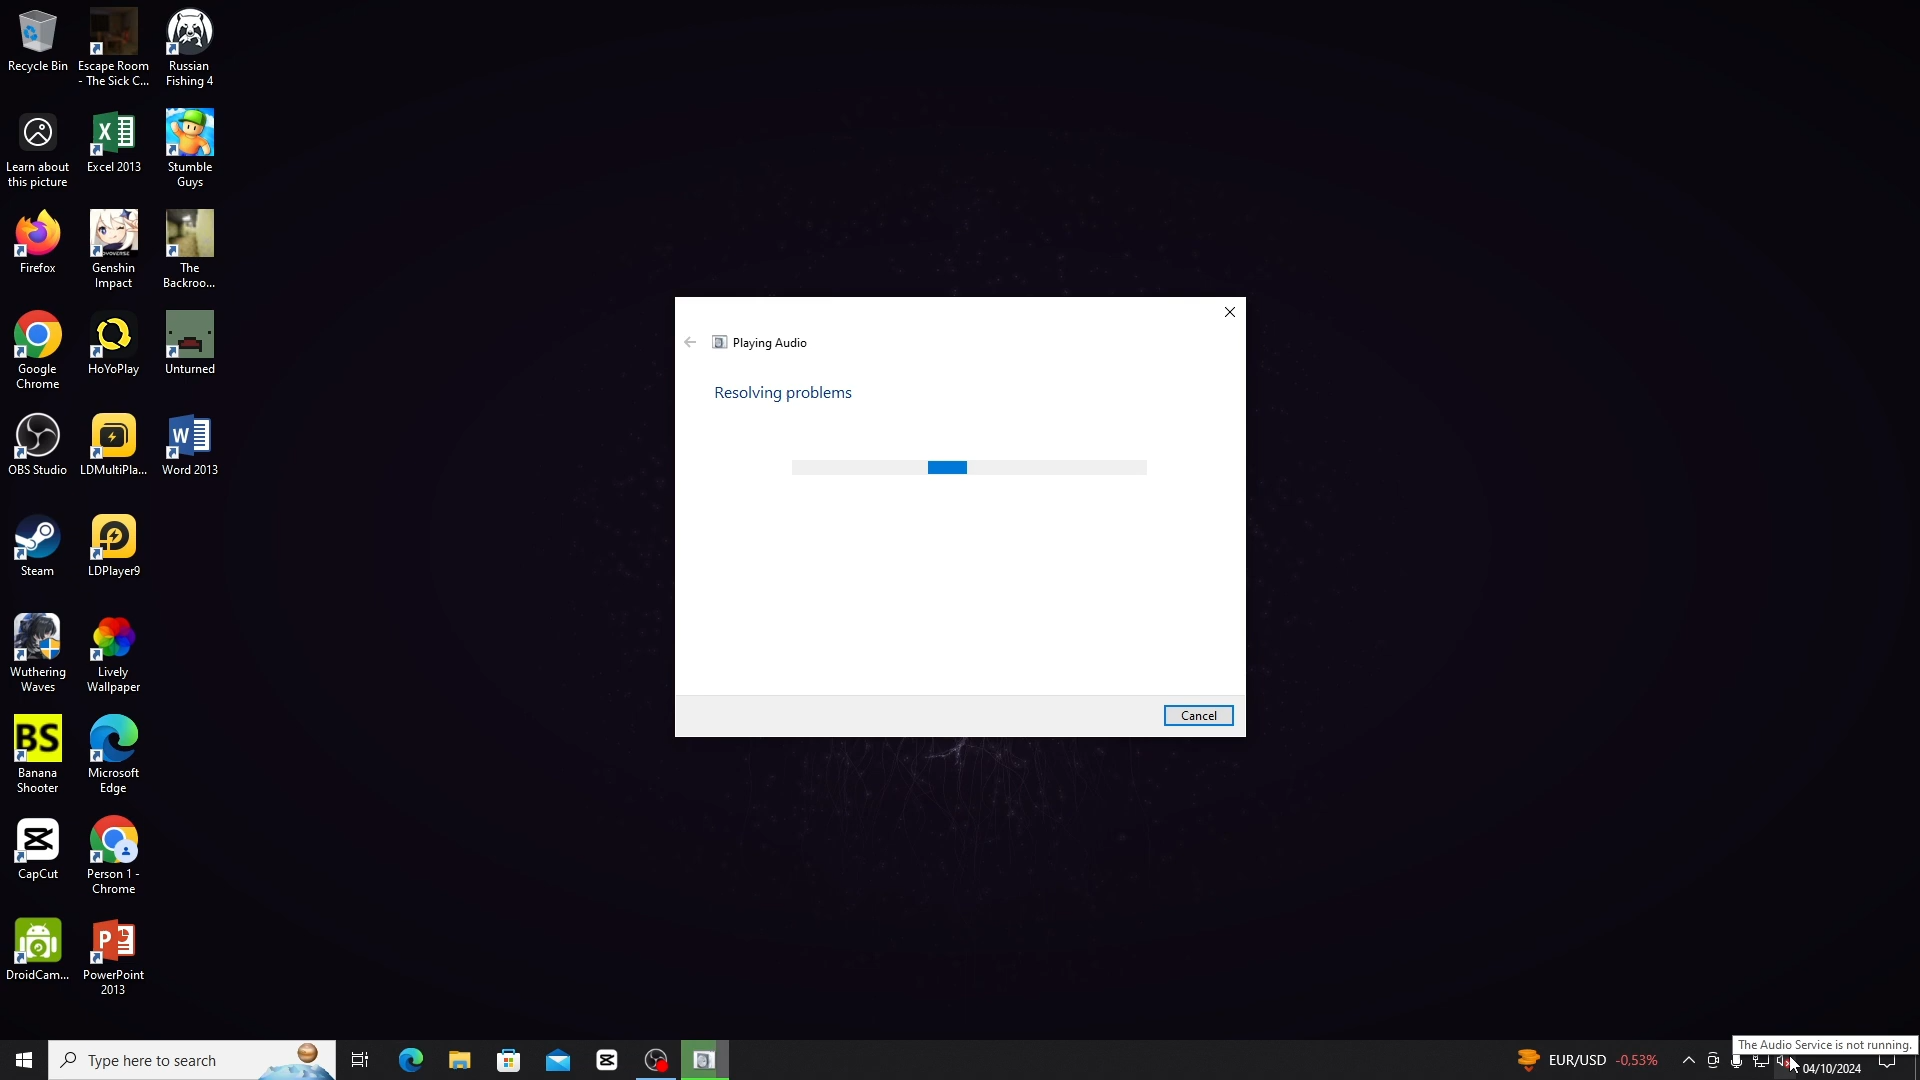 Recycle Bin
Escape Room
- The Sick C...
Russian
Fishing 4
Learn about
this picture
Excel 2013
Stumble
Guys
Firefox
Genshin
Impact
The
Backroo...
Google
Chrome
HoYoPlay
Unturned
OBS Studio
LDMultiPla...
Word 2013
Steam
LDPlayer9
Wuthering
Waves
Lively
Wallpaper
BS
Banana
Shooter
Microsoft
Edge
CapCut
Person 1 -
Chrome
DroidCam...
PowerPoint
2013
Playing Audio
Resolving problems
Cancel
The Audio Service is not running.
Type here to search
EUR/USD -0,53%
04/10/2024